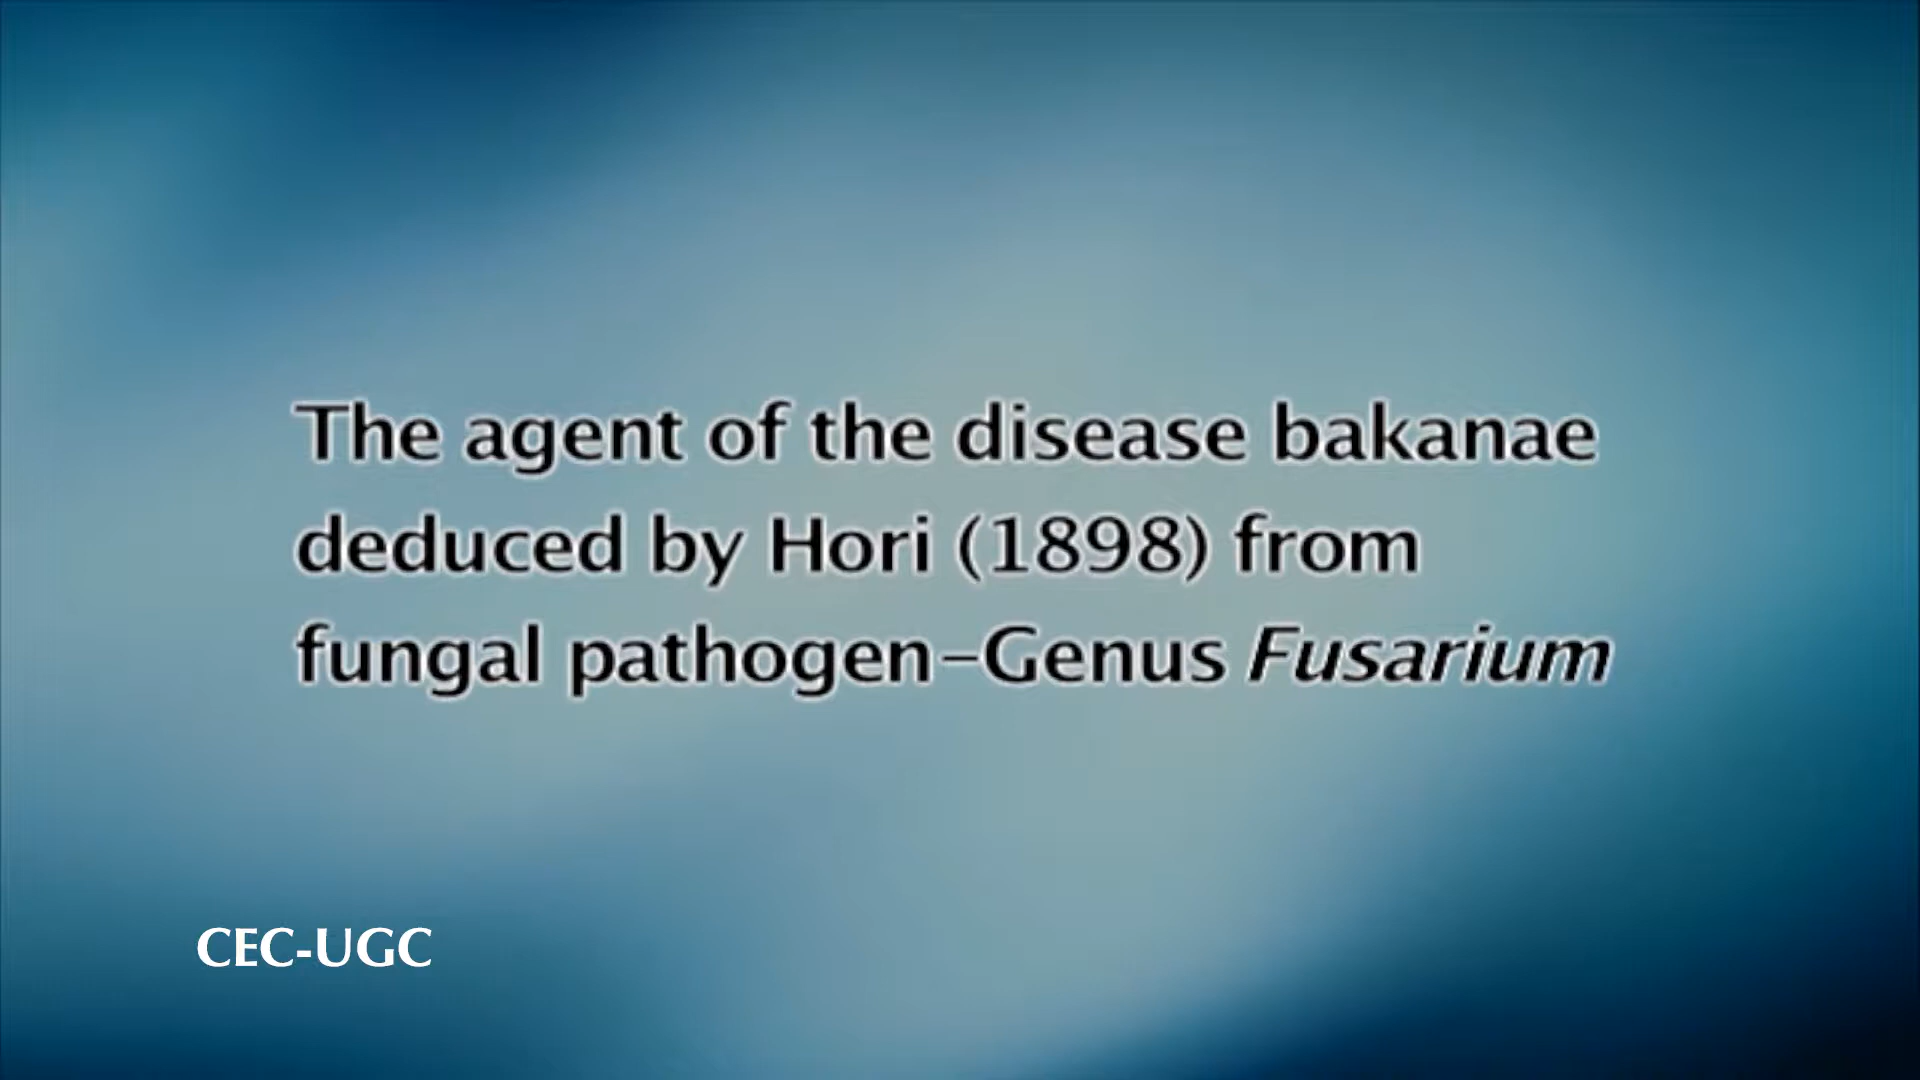 The agent of the disease bakanae
deduced by Hori (1898) from
fungal pathogen–Genus Fusarium
CEC-UGC